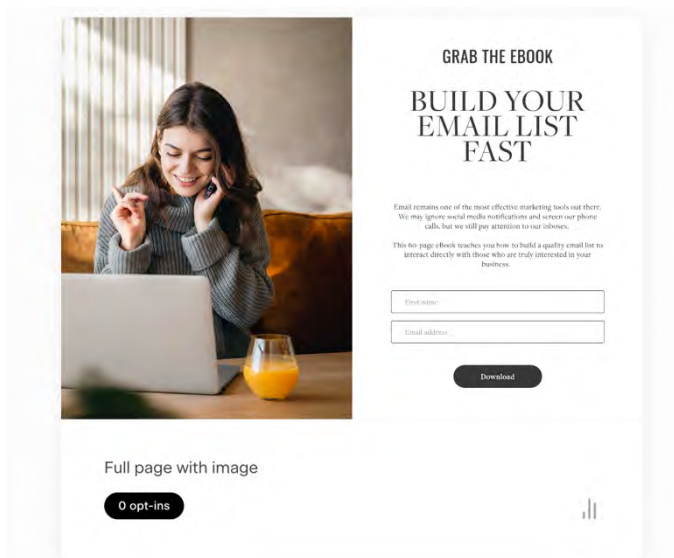 GRAB THE EBOOK
BUILD YOUR
EMAIL LIST
FAST
Email remains one of the most effective marketing tools out there.
We may ignore social media notifications and screen our phone
calls, but we still pay attention to our inboxes.
This 60-page eBook teaches you how to build a quality email list to
interact directly with those who are truly interested in your
business.
First name
Email address
Download
Full page with image
0 opt-ins